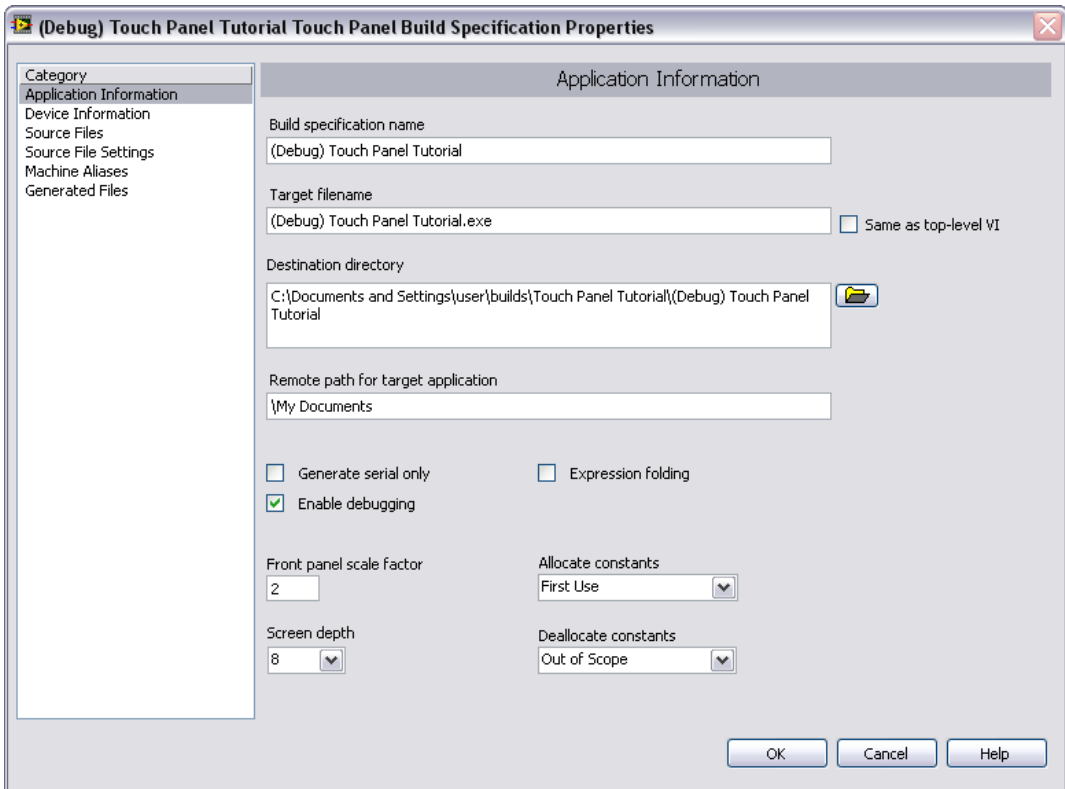 (Debug) Touch Panel Tutorial Touch Panel Build Specification Properties
Category
Application Information
Device Information
Source Files
Source File Settings
Machine Aliases
Generated Files
Application Information
Build specification name
(Debug) Touch Panel Tutorial
Target filename
(Debug) Touch Panel Tutorial.exe
Same as top-level VI
Destination directory
C:\Documents and Settings\user\builds\Touch Panel Tutorial\(Debug) Touch Panel
Tutorial
Remote path for target application
\My Documents
Generate serial only
Expression folding
Enable debugging
Front panel scale factor
2
Allocate constants
First Use
Screen depth
8
Deallocate constants
Out of Scope
OK
Cancel
Help